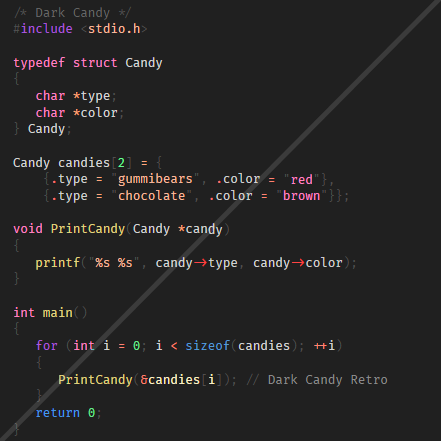 /* Dark Candy */
#include <stdio.h>
typedef struct Candy
{
char *type;
char *color;
} Candy;
Candy candies[2] = {
{.type = "gummibears", .color = "red"},
{.type = "chocolate", .color = "brown"}};
void PrintCandy(Candy *candy)
{
printf("%s %s", candy->type, candy->color);
}
int main()
{
for (int i = 0; i < sizeof(candies); ++i)
{
PrintCandy(&candies[i]); // Dark Candy Retro
}
return 0;
}